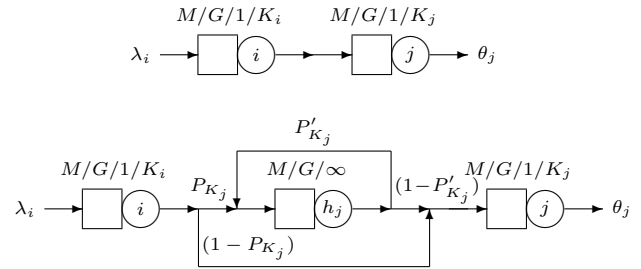 M/G/1/K_i M/G/1/K_j
λ_i i j θ_j
P'_{K_j}
M/G/1/K_i M/G/∞ M/G/1/K_j
P_{K_j} (1−P'_{K_j})
λ_i i h_j j θ_j
(1 − P_{K_j})